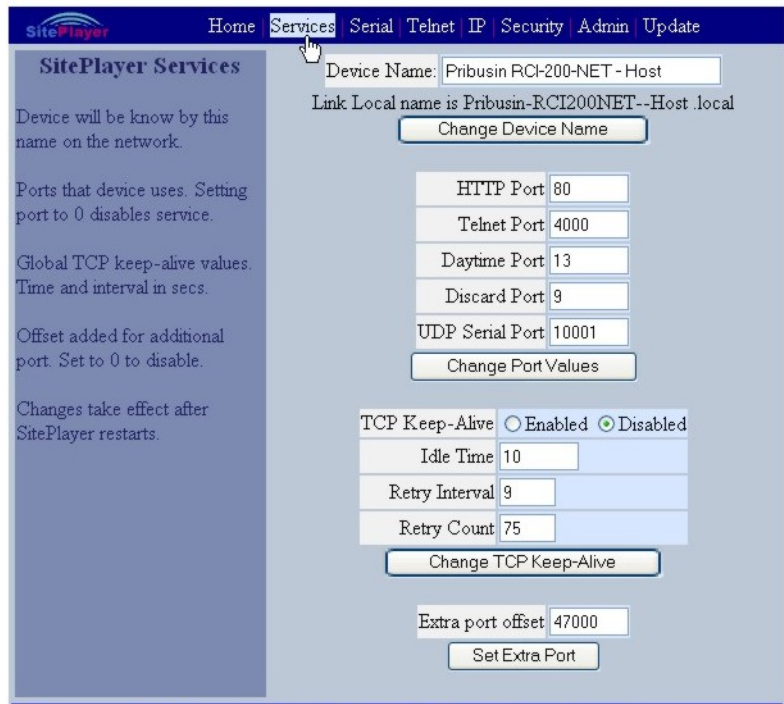 SitePlayer
Home | Services | Serial | Telnet | IP | Security | Admin | Update
SitePlayer Services
Device will be know by this
name on the network.
Ports that device uses. Setting
port to 0 disables service.
Global TCP keep-alive values.
Time and interval in secs.
Offset added for additional
port. Set to 0 to disable.
Changes take effect after
SitePlayer restarts.
Device Name: Pribusin RCI-200-NET - Host
Link Local name is Pribusin-RCI200NET--Host .local
Change Device Name
HTTP Port 80
Telnet Port 4000
Daytime Port 13
Discard Port 9
UDP Serial Port 10001
Change Port Values
TCP Keep-Alive Enabled Disabled
Idle Time 10
Retry Interval 9
Retry Count 75
Change TCP Keep-Alive
Extra port offset 47000
Set Extra Port